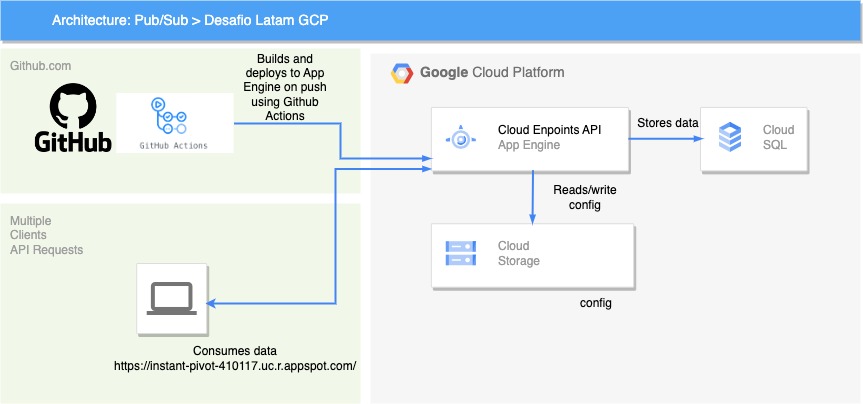 Architecture: Pub/Sub > Desafio Latam GCP
Github.com
GitHub
GitHub Actions
Builds and
deploys to App
Engine on push
using Github
Actions
Google Cloud Platform
Cloud Enpoints API
App Engine
Stores data
Cloud
SQL
Reads/write
config
Cloud
Storage
config
Multiple
Clients
API Requests
Consumes data
https://instant-pivot-410117.uc.r.appspot.com/